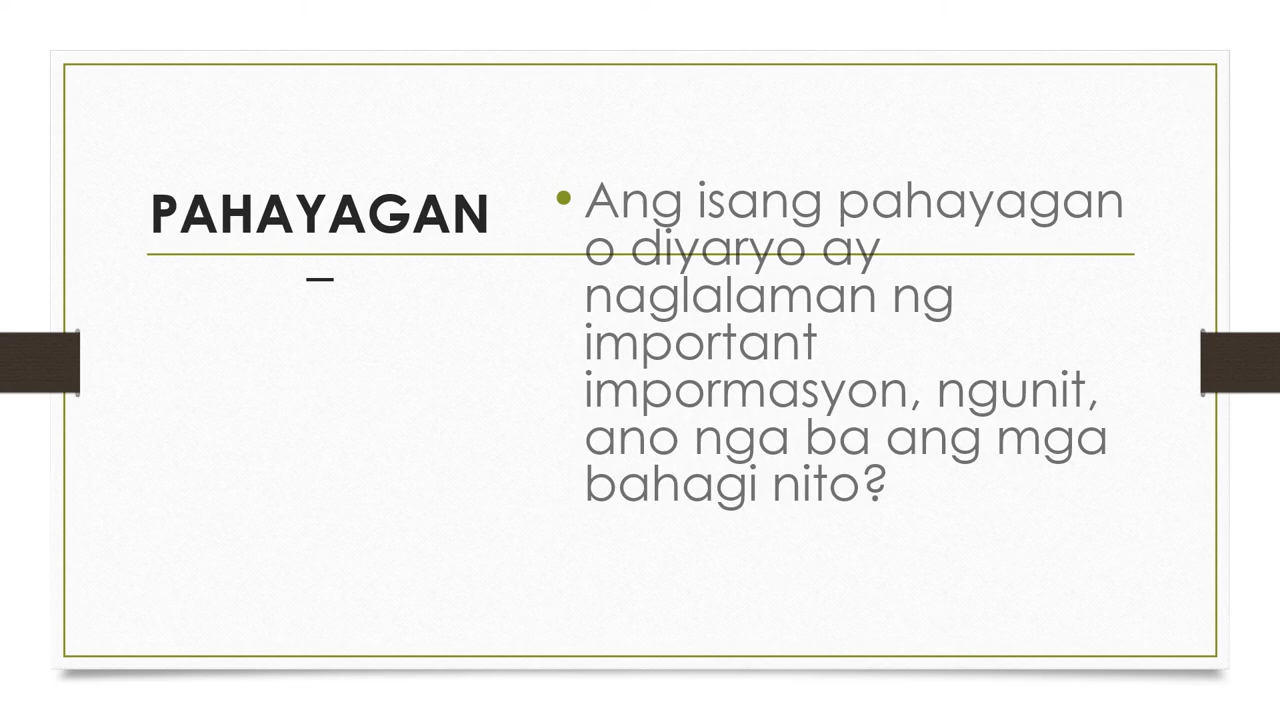 PAHAYAGAN
–
• Ang isang pahayagan
o diyaryo ay
naglalaman ng
important
impormasyon, ngunit,
ano nga ba ang mga
bahagi nito?